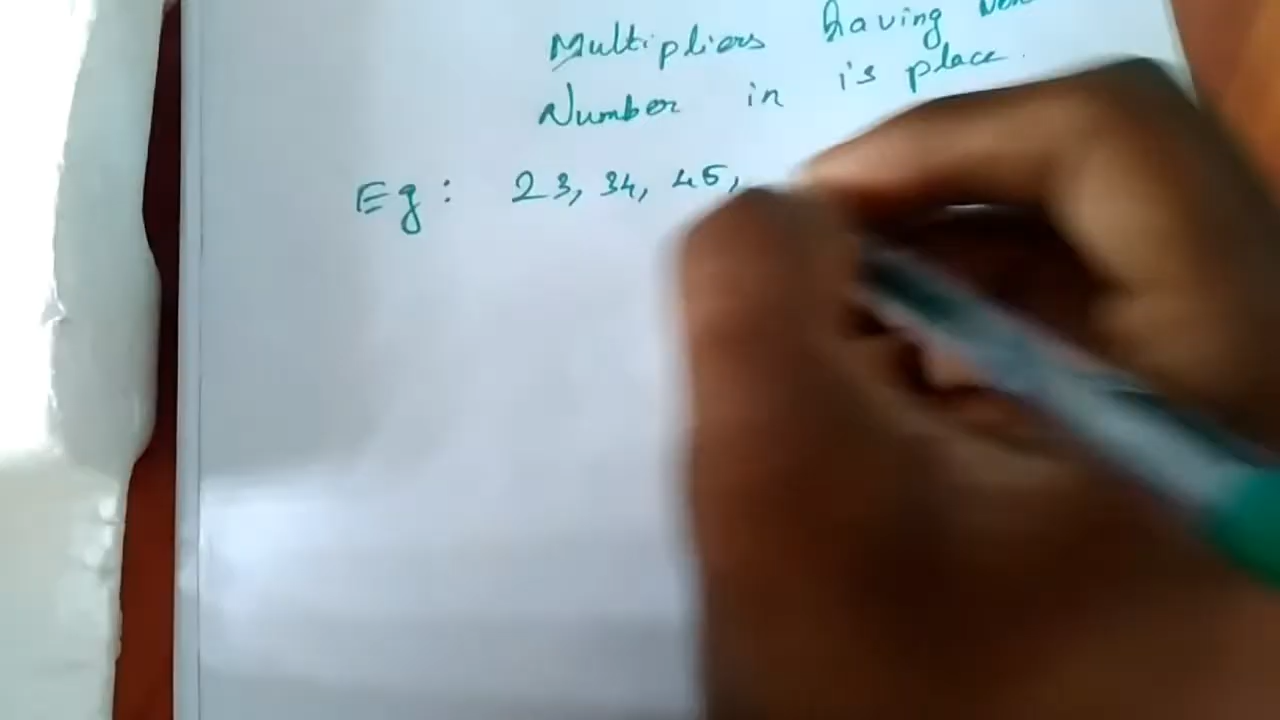 Multipliers having
Number in is place.
Eg: 23, 34, 45,